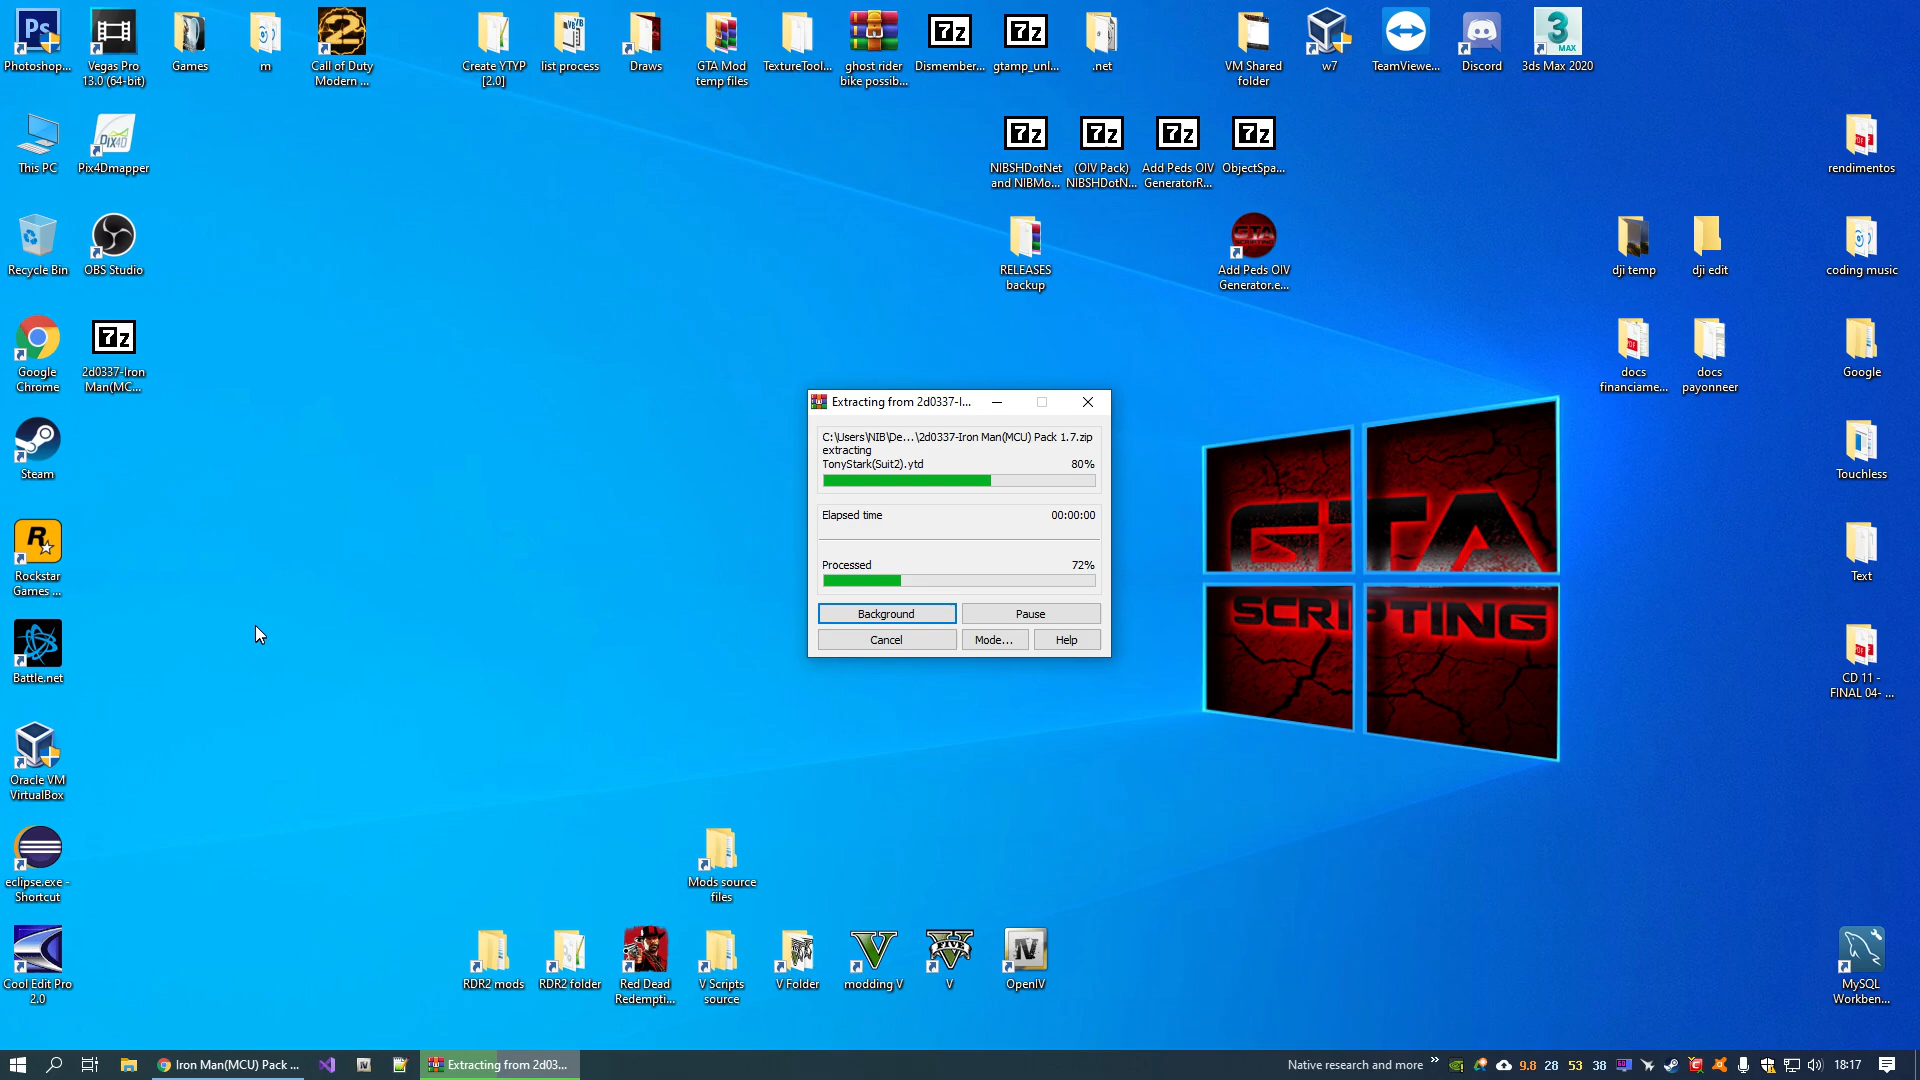 Photoshop...
Vegas Pro
13.0 (64-bit)
Games
m
Call of Duty
Modern ...
Create YTYP
[2.0]
list process
Draws
GTA Mod
temp files
TextureTool...
ghost rider
bike possib...
Dismember...
gtamp_unl...
.net
VM Shared
folder
w7
TeamViewe...
Discord
3
MAX
3ds Max 2020
This PC
Pix4Dmapper
NIBSHDotNet
and NIBMo...
(OIV Pack)
NIBSHDotN...
Add Peds OIV
GeneratorR...
ObjectSpa...
rendimentos
Recycle Bin
OBS Studio
RELEASES
backup
Add Peds OIV
Generator.e...
dji temp
dji edit
coding music
Google
Chrome
2d0337-Iron
Man(MC...
docs
financiame...
docs
payonneer
Google
Extracting from 2d0337-I...
C:\Users\NIB\De...\2d0337-Iron Man(MCU) Pack 1.7.zip
extracting
TonyStark(Suit2).ytd 80%
Elapsed time 00:00:00
Processed 72%
Background
Pause
Cancel
Mode...
Help
GTA
SCRIPTING
Steam
Touchless
Rockstar
Games ...
Text
Battle.net
CD 11 -
FINAL 04- ...
Oracle VM
VirtualBox
eclipse.exe -
Shortcut
Mods source
files
Cool Edit Pro
2.0
RDR2 mods
RDR2 folder
Red Dead
Redempti...
V Scripts
source
V Folder
modding V
V
OpenIV
MySQL
Workben...
Iron Man(MCU) Pack ...
Extracting from 2d03...
Native research and more
9.8 28 53 38
18:17